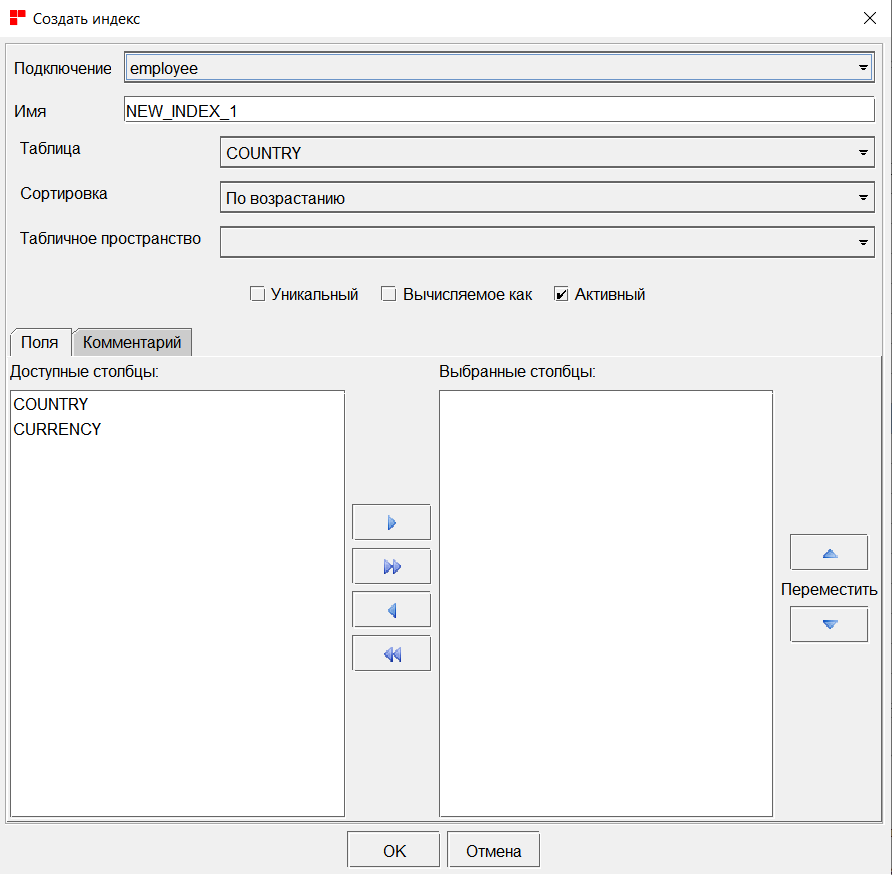 Создать индекс
Подключение employee
Имя NEW_INDEX_1
Таблица COUNTRY
Сортировка По возрастанию
Табличное пространство
Уникальный Вычисляемое как Активный
Поля Комментарий
Доступные столбцы: Выбранные столбцы:
COUNTRY
CURRENCY
Переместить
OK Отмена